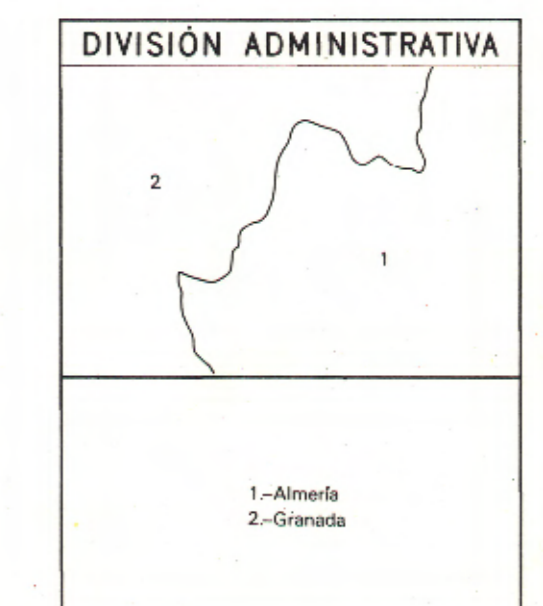 DIVISIÓN ADMINISTRATIVA
2
1
1.–Almería
2.–Granada